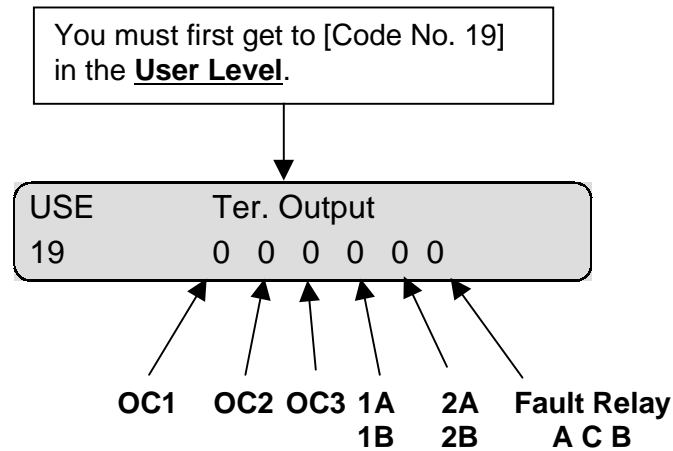 You must first get to [Code No. 19]
in the User Level.
USE Ter. Output
19 0 0 0 0 0 0
OC1 OC2 OC3 1A 2A Fault Relay
1B 2B A C B